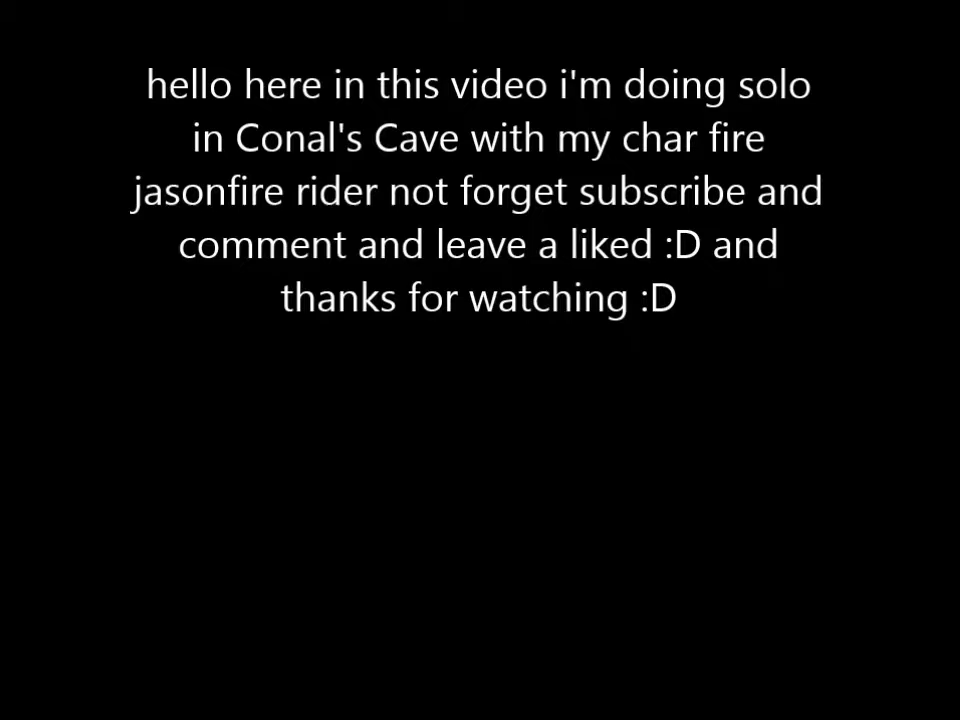 hello here in this video i'm doing solo
in Conal's Cave with my char fire
jasonfire rider not forget subscribe and
comment and leave a liked :D and
thanks for watching :D